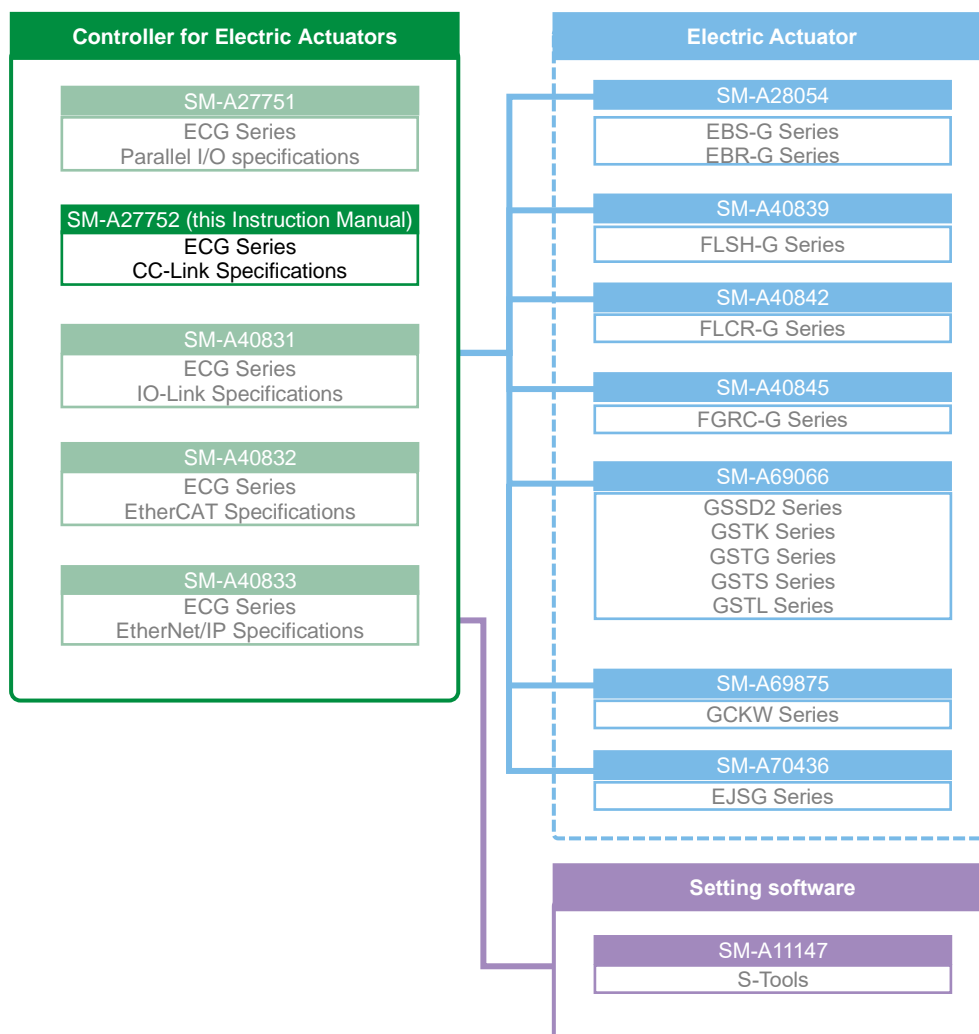 Controller for Electric Actuators
SM-A27751
ECG Series
Parallel I/O specifications
SM-A27752 (this Instruction Manual)
ECG Series
CC-Link Specifications
SM-A40831
ECG Series
IO-Link Specifications
SM-A40832
ECG Series
EtherCAT Specifications
SM-A40833
ECG Series
EtherNet/IP Specifications
Electric Actuator
SM-A28054
EBS-G Series
EBR-G Series
SM-A40839
FLSH-G Series
SM-A40842
FLCR-G Series
SM-A40845
FGRC-G Series
SM-A69066
GSSD2 Series
GSTK Series
GSTG Series
GSTS Series
GSTL Series
SM-A69875
GCKW Series
SM-A70436
EJSG Series
Setting software
SM-A11147
S-Tools